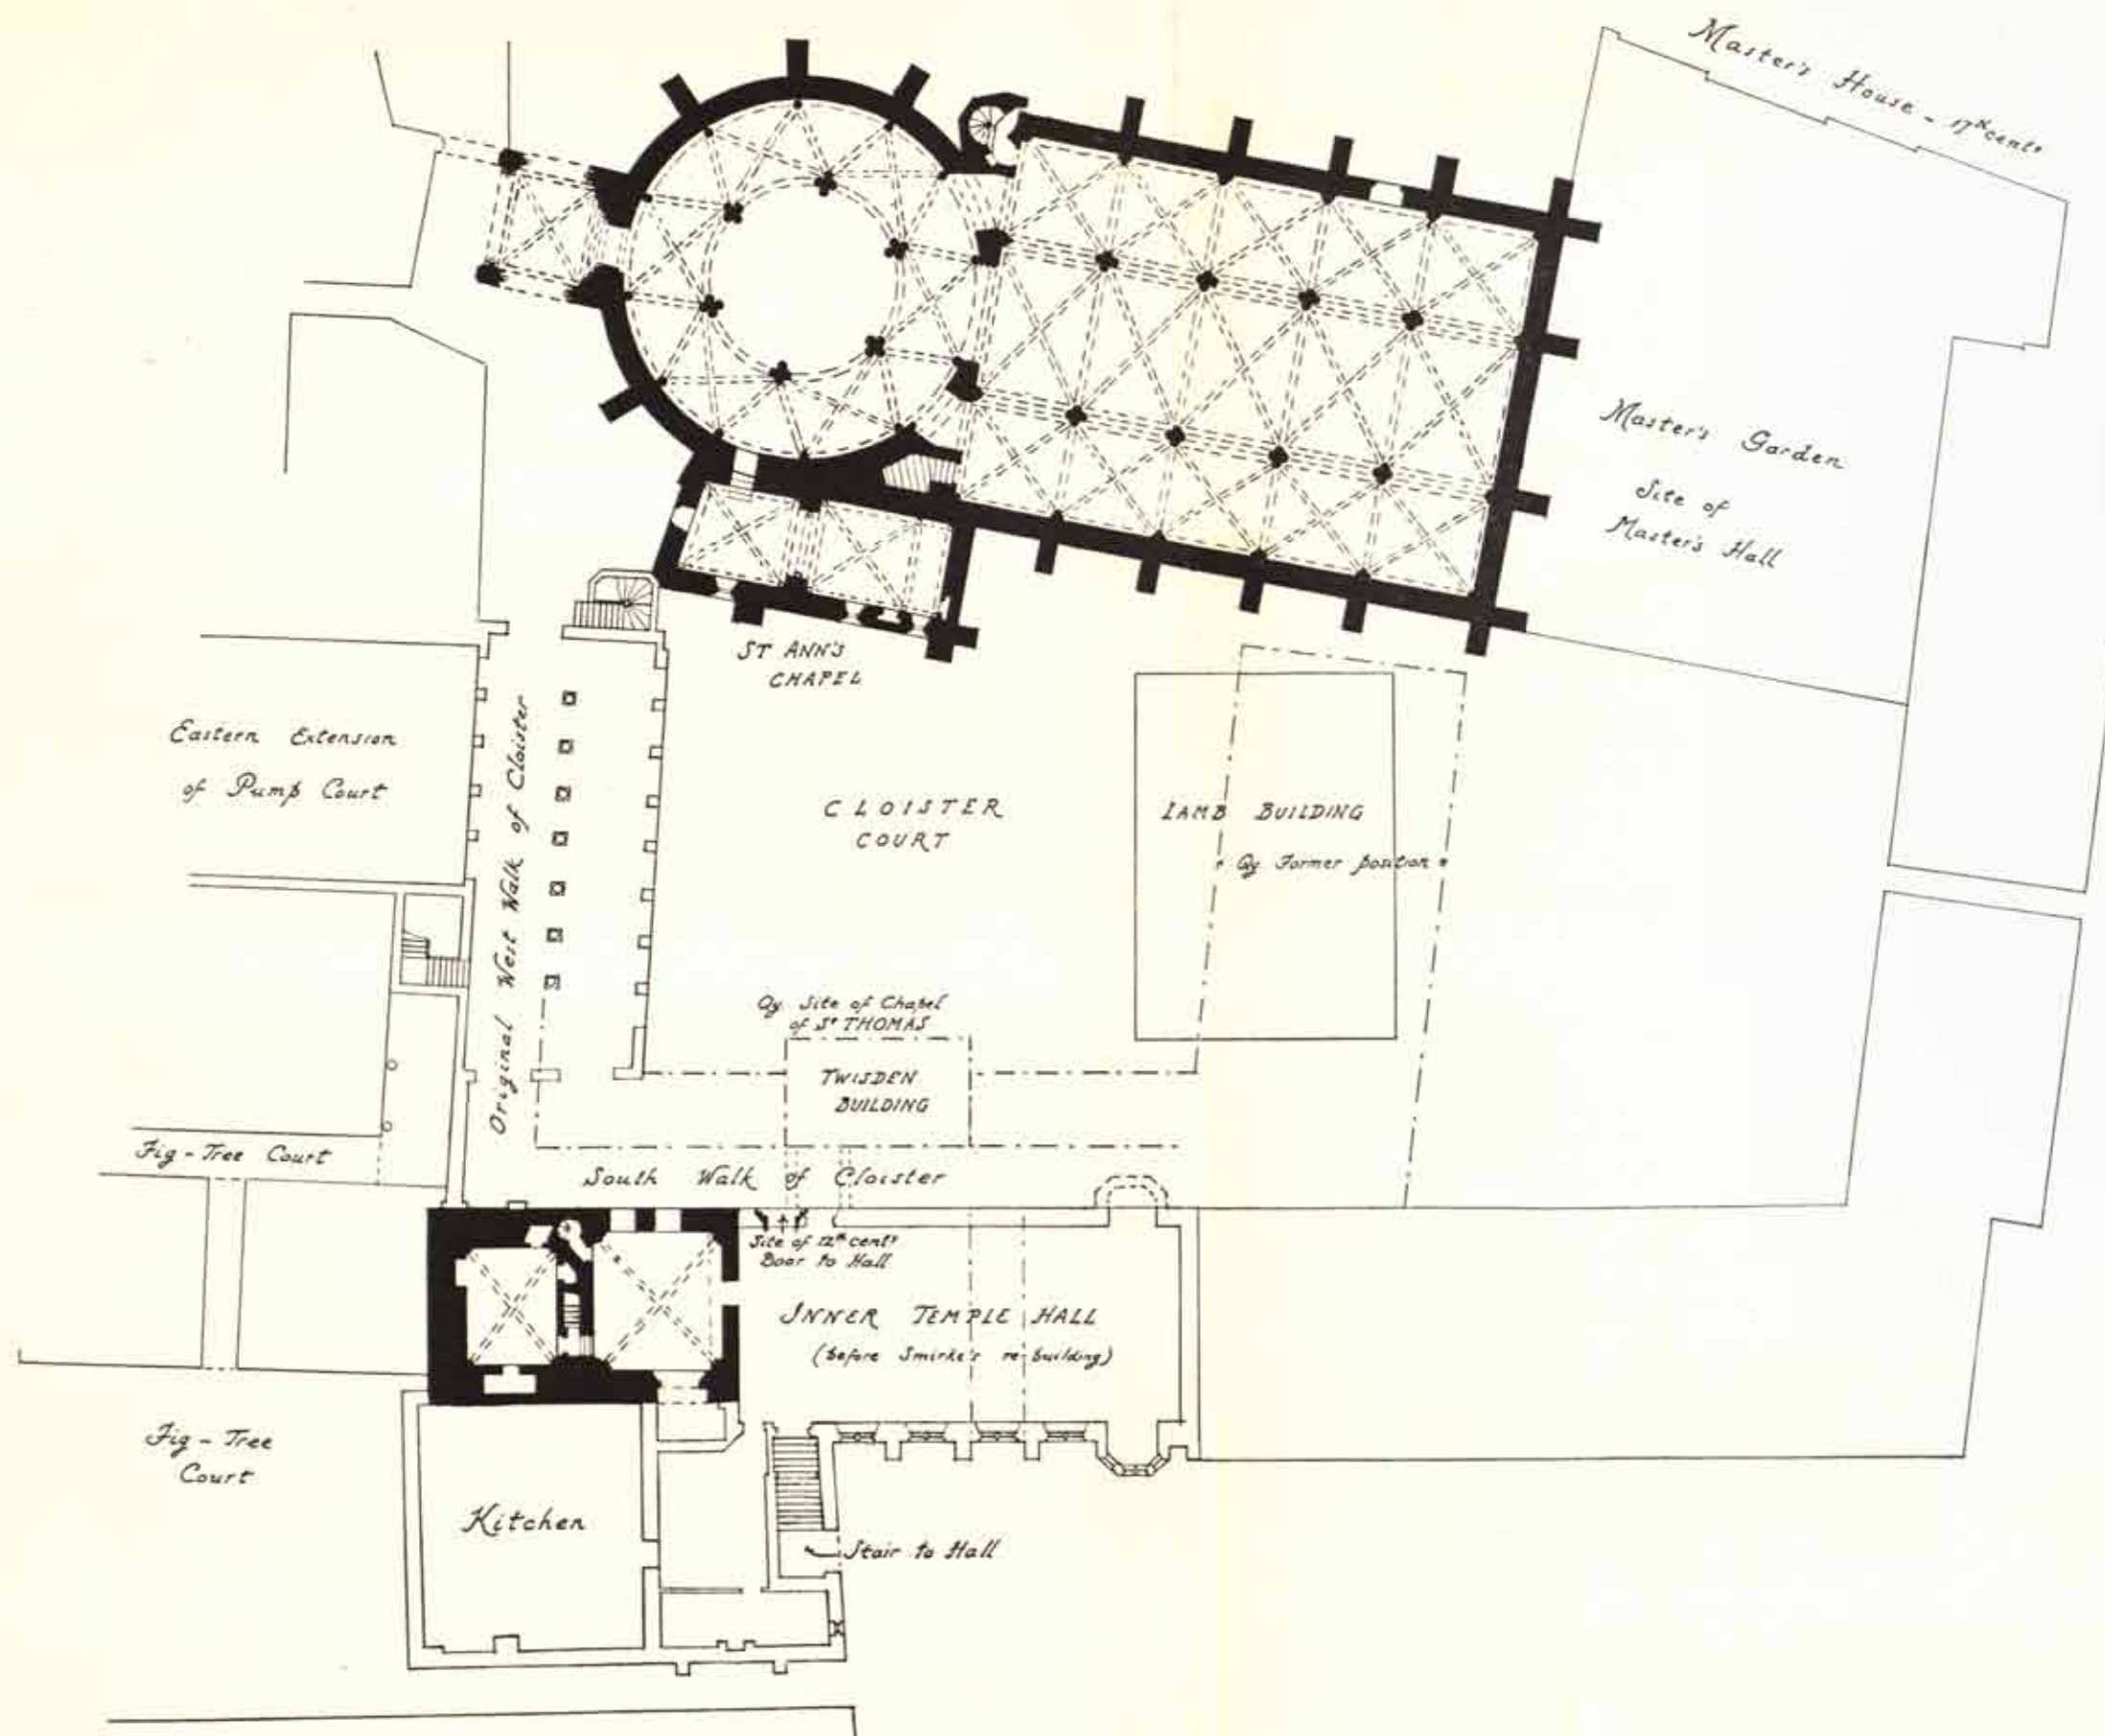 Master's House - 17th cent.
Master's Garden
Site of
Master's Hall
ST ANN'S
CHAPEL
Eastern Extension
of Pump Court
Original West Walk of Cloister
CLOISTER
COURT
LAMB BUILDING
Qy. Former position
Qy Site of Chapel
of St THOMAS
TWISDEN
BUILDING
Fig-Tree Court
South Walk of Cloister
Site of 12th centy
Door to Hall
INNER TEMPLE HALL
(before Smirke's re-building)
Fig-Tree
Court
Kitchen
Stair to Hall